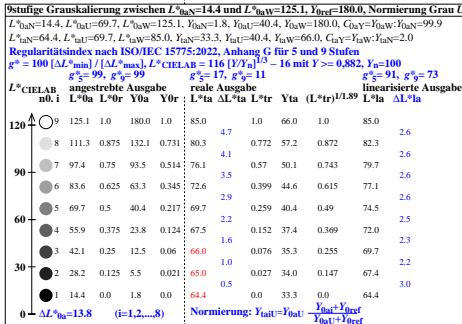 9stufige Graukalierung zwischen L*0aN=14.4 und L*0aW=125.1, Y0ref=180.0, Normierung Grau U
L*0aN=14.4, L*0aU=69.7, L*0aW=125.1, Y0aN=1.8, Y0aU=40.4, Y0aW=180.0, C0aY=Y0aW:Y0aN=99.9
L*taN=64.4, L*taU=69.7, L*taW=85.0, YtaN=33.3, YtaU=40.4, YtaW=66.0, CtaY=YtaW:YtaN=2.0
Regularitätsindex nach ISO/IEC 15775:2022, Anhang G für 5 und 9 Stufen
g* = 100 [ΔL*min] / [ΔL*max], L*CIELAB = 116 [Y/Yn]1/3 - 16 mit Y >= 0,882, Yn=100
g*5= 99, g*9= 99 g*5= 17, g*9= 11 g*5= 91, g*9= 73
L*CIELAB angestrebte Ausgabe reale Ausgabe linearisierte Ausgabe
n0. i L*0a L*0r Y0a Y0r L*ta ΔL*ta L*tr Yta (L*tr)1/1.89 L*la ΔL*la
120 9 125.1 1.0 180.0 1.0 85.0 1.0 66.0 1.0 85.0
4.7 2.6
8 111.3 0.875 132.1 0.731 80.3 0.772 57.2 0.872 82.3
4.1 2.6
90 7 97.4 0.75 93.5 0.514 76.1 0.57 50.1 0.743 79.7
3.5 2.6
6 83.6 0.625 63.3 0.345 72.6 0.399 44.6 0.615 77.1
2.9 2.6
60 5 69.7 0.5 40.4 0.217 69.7 0.259 40.4 0.49 74.5
2.2 2.5
4 55.9 0.375 23.8 0.124 67.5 0.152 37.4 0.369 72.0
1.6 2.3
3 42.1 0.25 12.5 0.06 66.0 0.076 35.3 0.255 69.7
1.0 2.2
30 2 28.2 0.125 5.5 0.021 65.0 0.027 34.0 0.147 67.4
0.5 3.0
1 14.4 0.0 1.8 0.0 64.4 0.0 33.3 0.0 64.4
0 ΔL*0a=13.8 (i=1,2,...,8) Normierung: YtaiU=Y0aU Y0ai+Y0ref
Y0aU+Y0ref